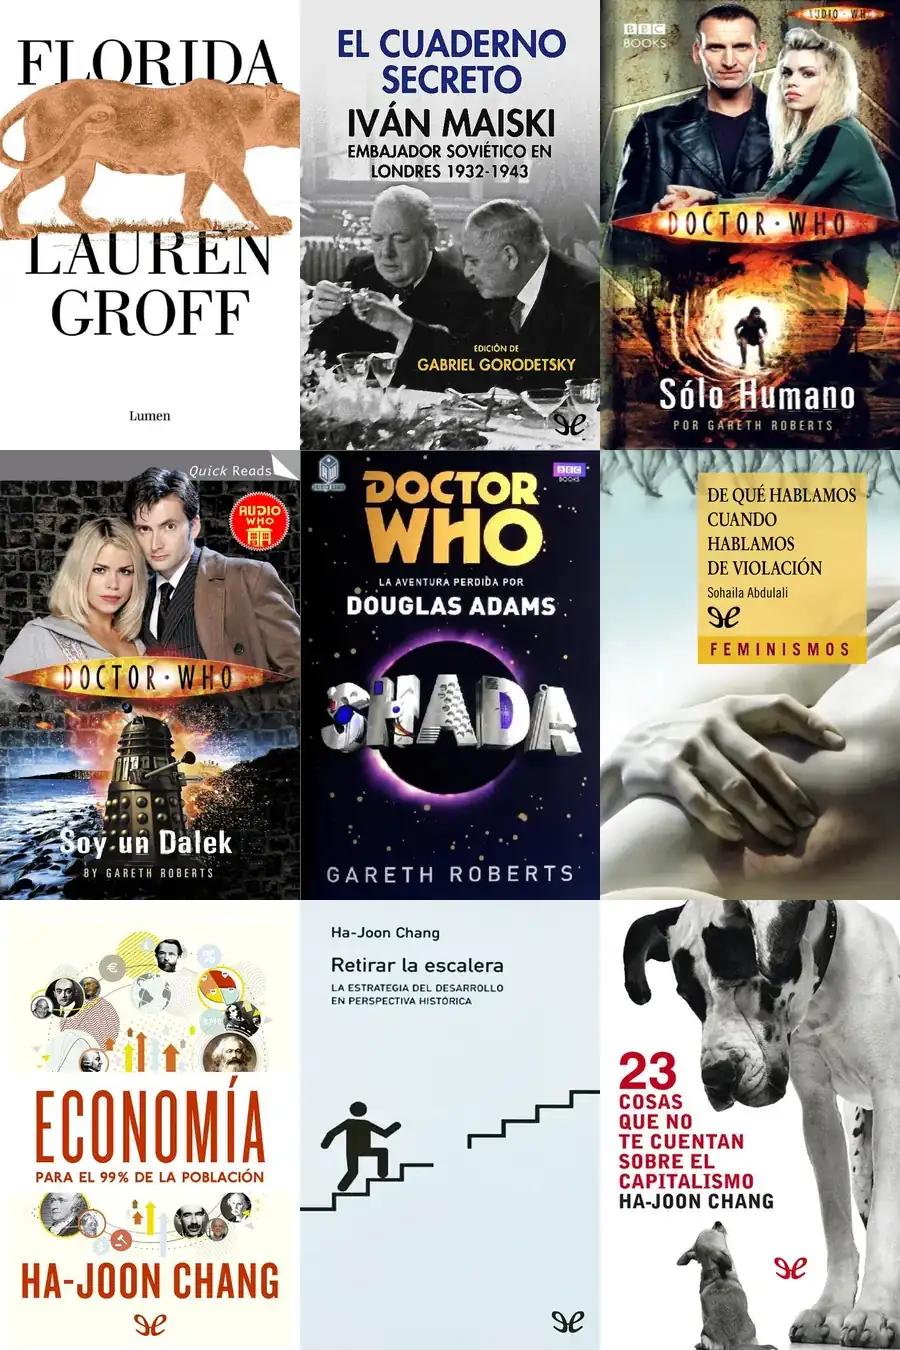 FLORIDA
LAUREN
GROFF
Lumen
EL CUADERNO
SECRETO
IVÁN MAISKI
EMBAJADOR SOVIÉTICO EN
LONDRES 1932-1943
EDICIÓN DE
GABRIEL GORODETSKY
BBC
BOOKS
AUDIO · WHO
DOCTOR · WHO
Sólo Humano
POR GARETH ROBERTS
Quick Reads
AUDIO
WHO
DOCTOR · WHO
Soy un Dalek
BY GARETH ROBERTS
BBC
BOOKS
DOCTOR
WHO
LA AVENTURA PERDIDA POR
DOUGLAS ADAMS
SHADA
GARETH ROBERTS
DE QUÉ HABLAMOS
CUANDO
HABLAMOS
DE VIOLACIÓN
Sohaila Abdulali
FEMINISMOS
ECONOMÍA
PARA EL 99% DE LA POBLACIÓN
HA-JOON CHANG
Ha-Joon Chang
Retirar la escalera
LA ESTRATEGIA DEL DESARROLLO
EN PERSPECTIVA HISTÓRICA
23
COSAS
QUE NO
TE CUENTAN
SOBRE EL
CAPITALISMO
HA-JOON CHANG